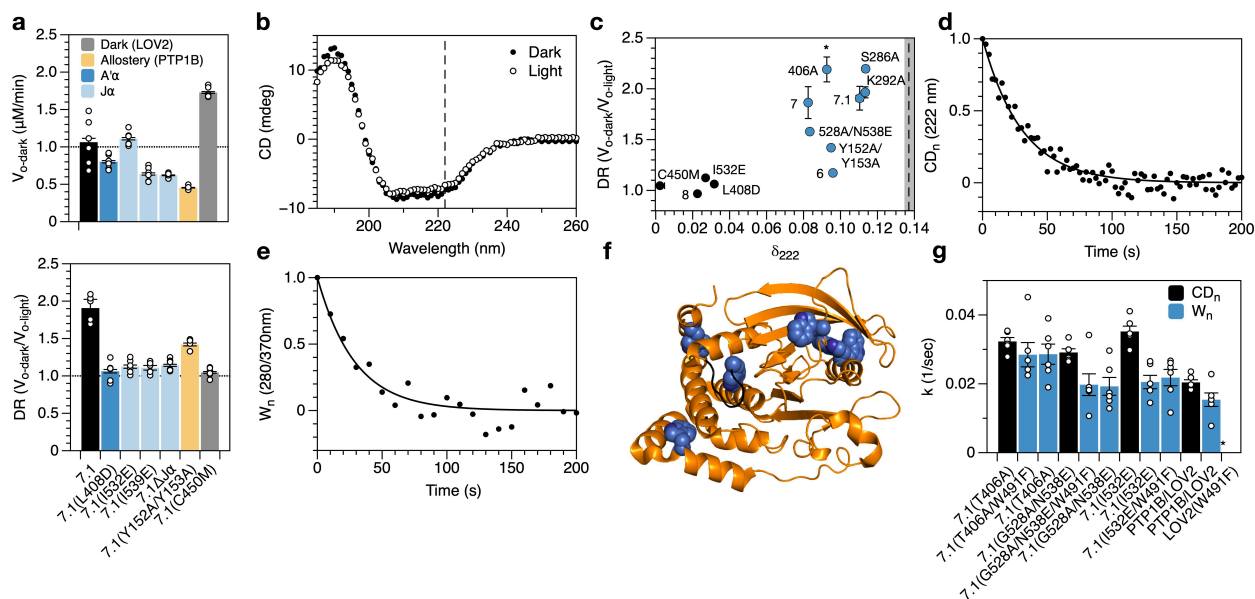 a
2.5
2.0
1.5
1.0
0.5
0
Vo-dark (µM/min)
Dark (LOV2)
Allostery (PTP1B)
A'α
Jα
2.5
2.0
1.5
1.0
0.5
0
DR (Vo-dark/Vo-light)
7.1
7.1(L408D)
7.1(I532E)
7.1(I539E)
7.1ΔJα
7.1(Y152A/Y153A)
7.1(C450M)
b
10
0
−10
CD (mdeg)
Dark
Light
200
220
240
260
Wavelength (nm)
c
2.5
2.0
1.5
1.0
DR (Vo-dark/Vo-light)
*
406A
S286A
K292A
7
7.1
528A/N538E
Y152A/
Y153A
6
C450M
I532E
8
L408D
0
0.02
0.04
0.06
0.08
0.10
0.12
0.14
δ222
d
1.0
0.5
0
CDn (222 nm)
0
50
100
150
200
Time (s)
e
1.0
0.5
0
Wn (280/370nm)
0
50
100
150
200
Time (s)
f
g
0.04
0.02
0
k (1/sec)
CDn
Wn
*
7.1(T406A)
7.1(T406A/W491F)
7.1(T406A)
7.1(G528A/N538E)
7.1(G528A/N538E/W491F)
7.1(G528A/N538E)
7.1(I532E)
7.1(I532E)
7.1(I532E/W491F)
PTP1B/LOV2
PTP1B/LOV2
LOV2(W491F)